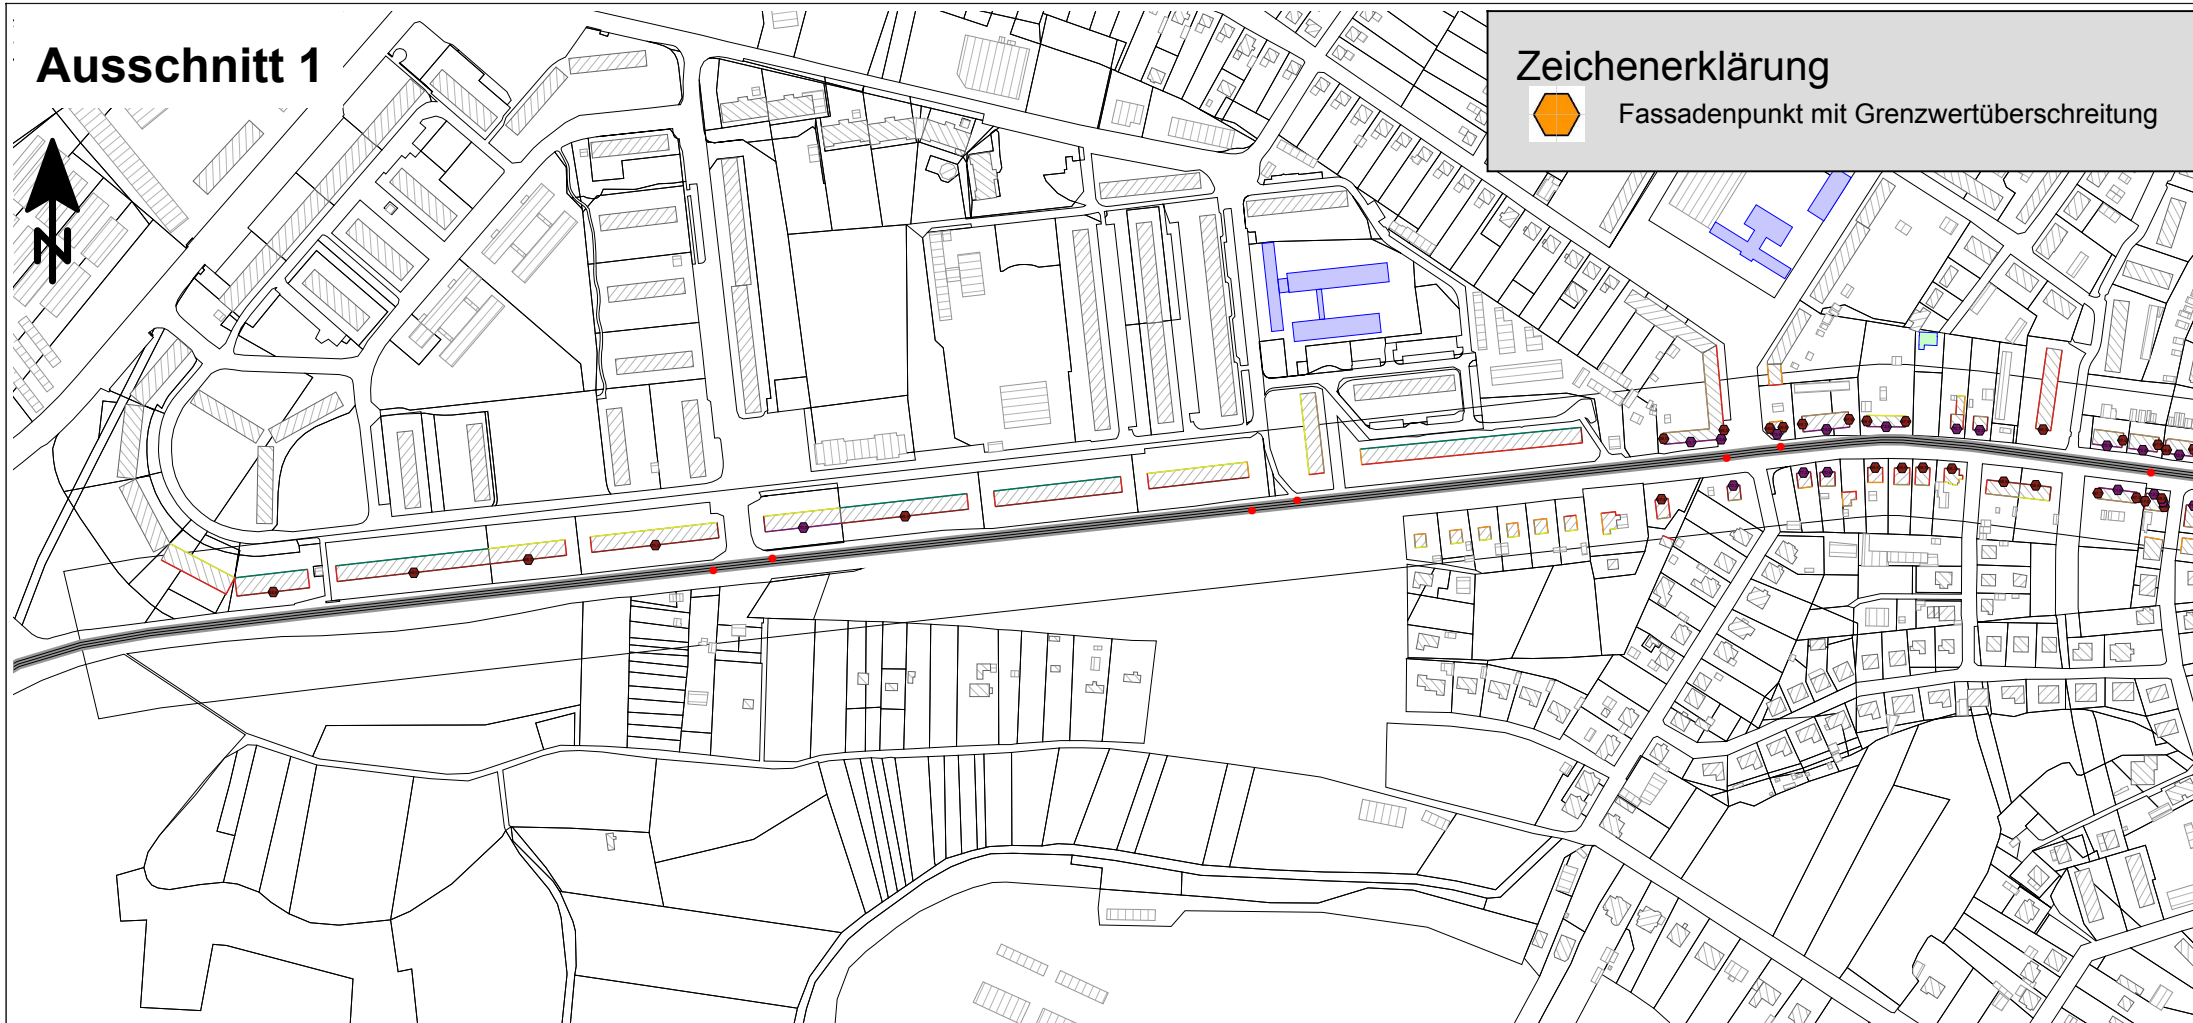 Ausschnitt 1
Zeichenerklärung
Fassadenpunkt mit Grenzwertüberschreitung
N